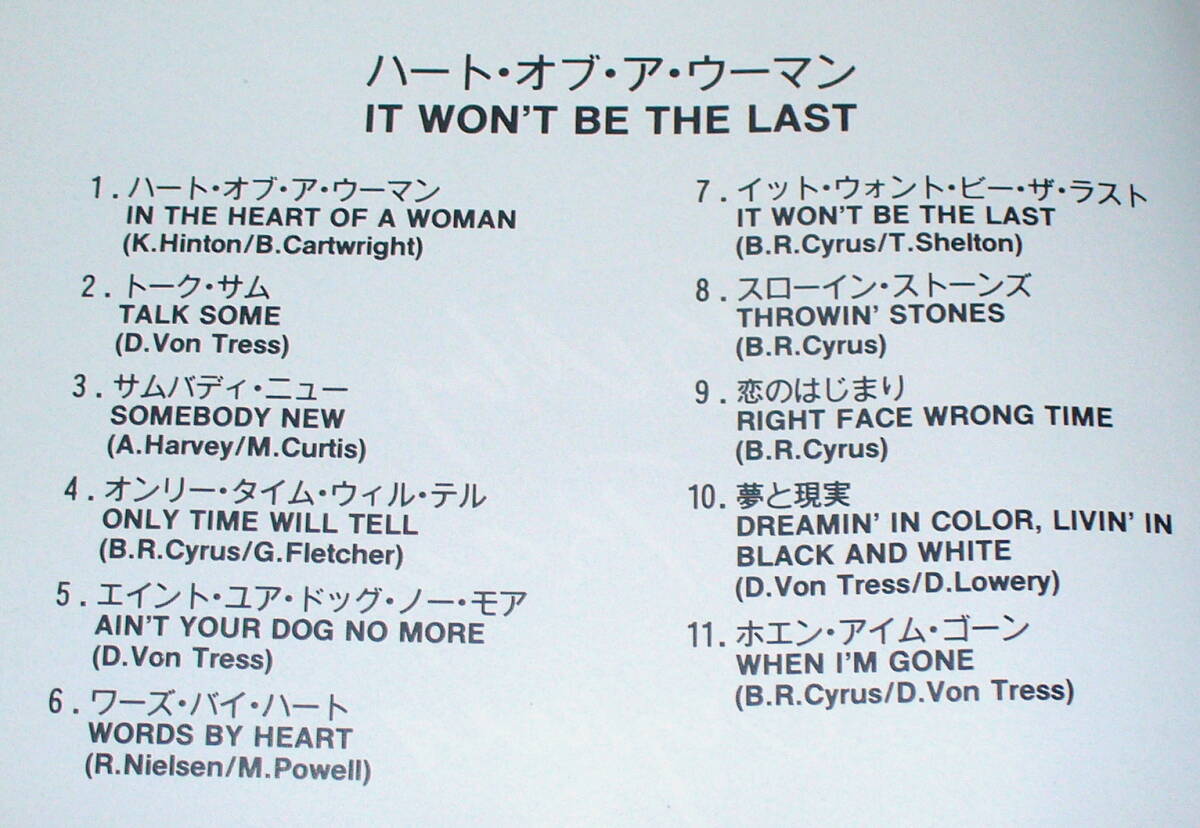 ハート・オブ・ア・ウーマン
IT WON'T BE THE LAST
1. ハート・オブ・ア・ウーマン
IN THE HEART OF A WOMAN
(K.Hinton/B.Cartwright)
2. トーク・サム
TALK SOME
(D.Von Tress)
3. サムバディ・ニュー
SOMEBODY NEW
(A.Harvey/M.Curtis)
4. オンリー・タイム・ウィル・テル
ONLY TIME WILL TELL
(B.R.Cyrus/G.Fletcher)
5. エイント・ユア・ドッグ・ノー・モア
AIN'T YOUR DOG NO MORE
(D.Von Tress)
6. ワーズ・バイ・ハート
WORDS BY HEART
(R.Nielsen/M.Powell)
7. イット・ウォント・ビー・ザ・ラスト
IT WON'T BE THE LAST
(B.R.Cyrus/T.Shelton)
8. スローイン・ストーンズ
THROWIN' STONES
(B.R.Cyrus)
9. 恋のはじまり
RIGHT FACE WRONG TIME
(B.R.Cyrus)
10. 夢と現実
DREAMIN' IN COLOR, LIVIN' IN
BLACK AND WHITE
(D.Von Tress/D.Lowery)
11. ホエン・アイム・ゴーン
WHEN I'M GONE
(B.R.Cyrus/D.Von Tress)